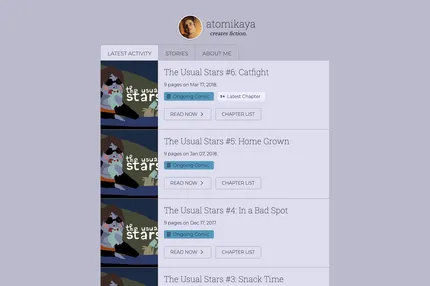 atomikaya
creates fiction.
LATEST ACTIVITY STORIES ABOUT ME
The Usual Stars #6: Catfight
9 pages on Mar 17, 2018
Ongoing Comic Latest Chapter
READ NOW CHAPTER LIST
the usual
stars
The Usual Stars #5: Home Grown
9 pages on Jan 07, 2018
Ongoing Comic
READ NOW CHAPTER LIST
the usual
stars
The Usual Stars #4: In a Bad Spot
9 pages on Dec 17, 2017
Ongoing Comic
READ NOW CHAPTER LIST
the usual
stars
The Usual Stars #3: Snack Time